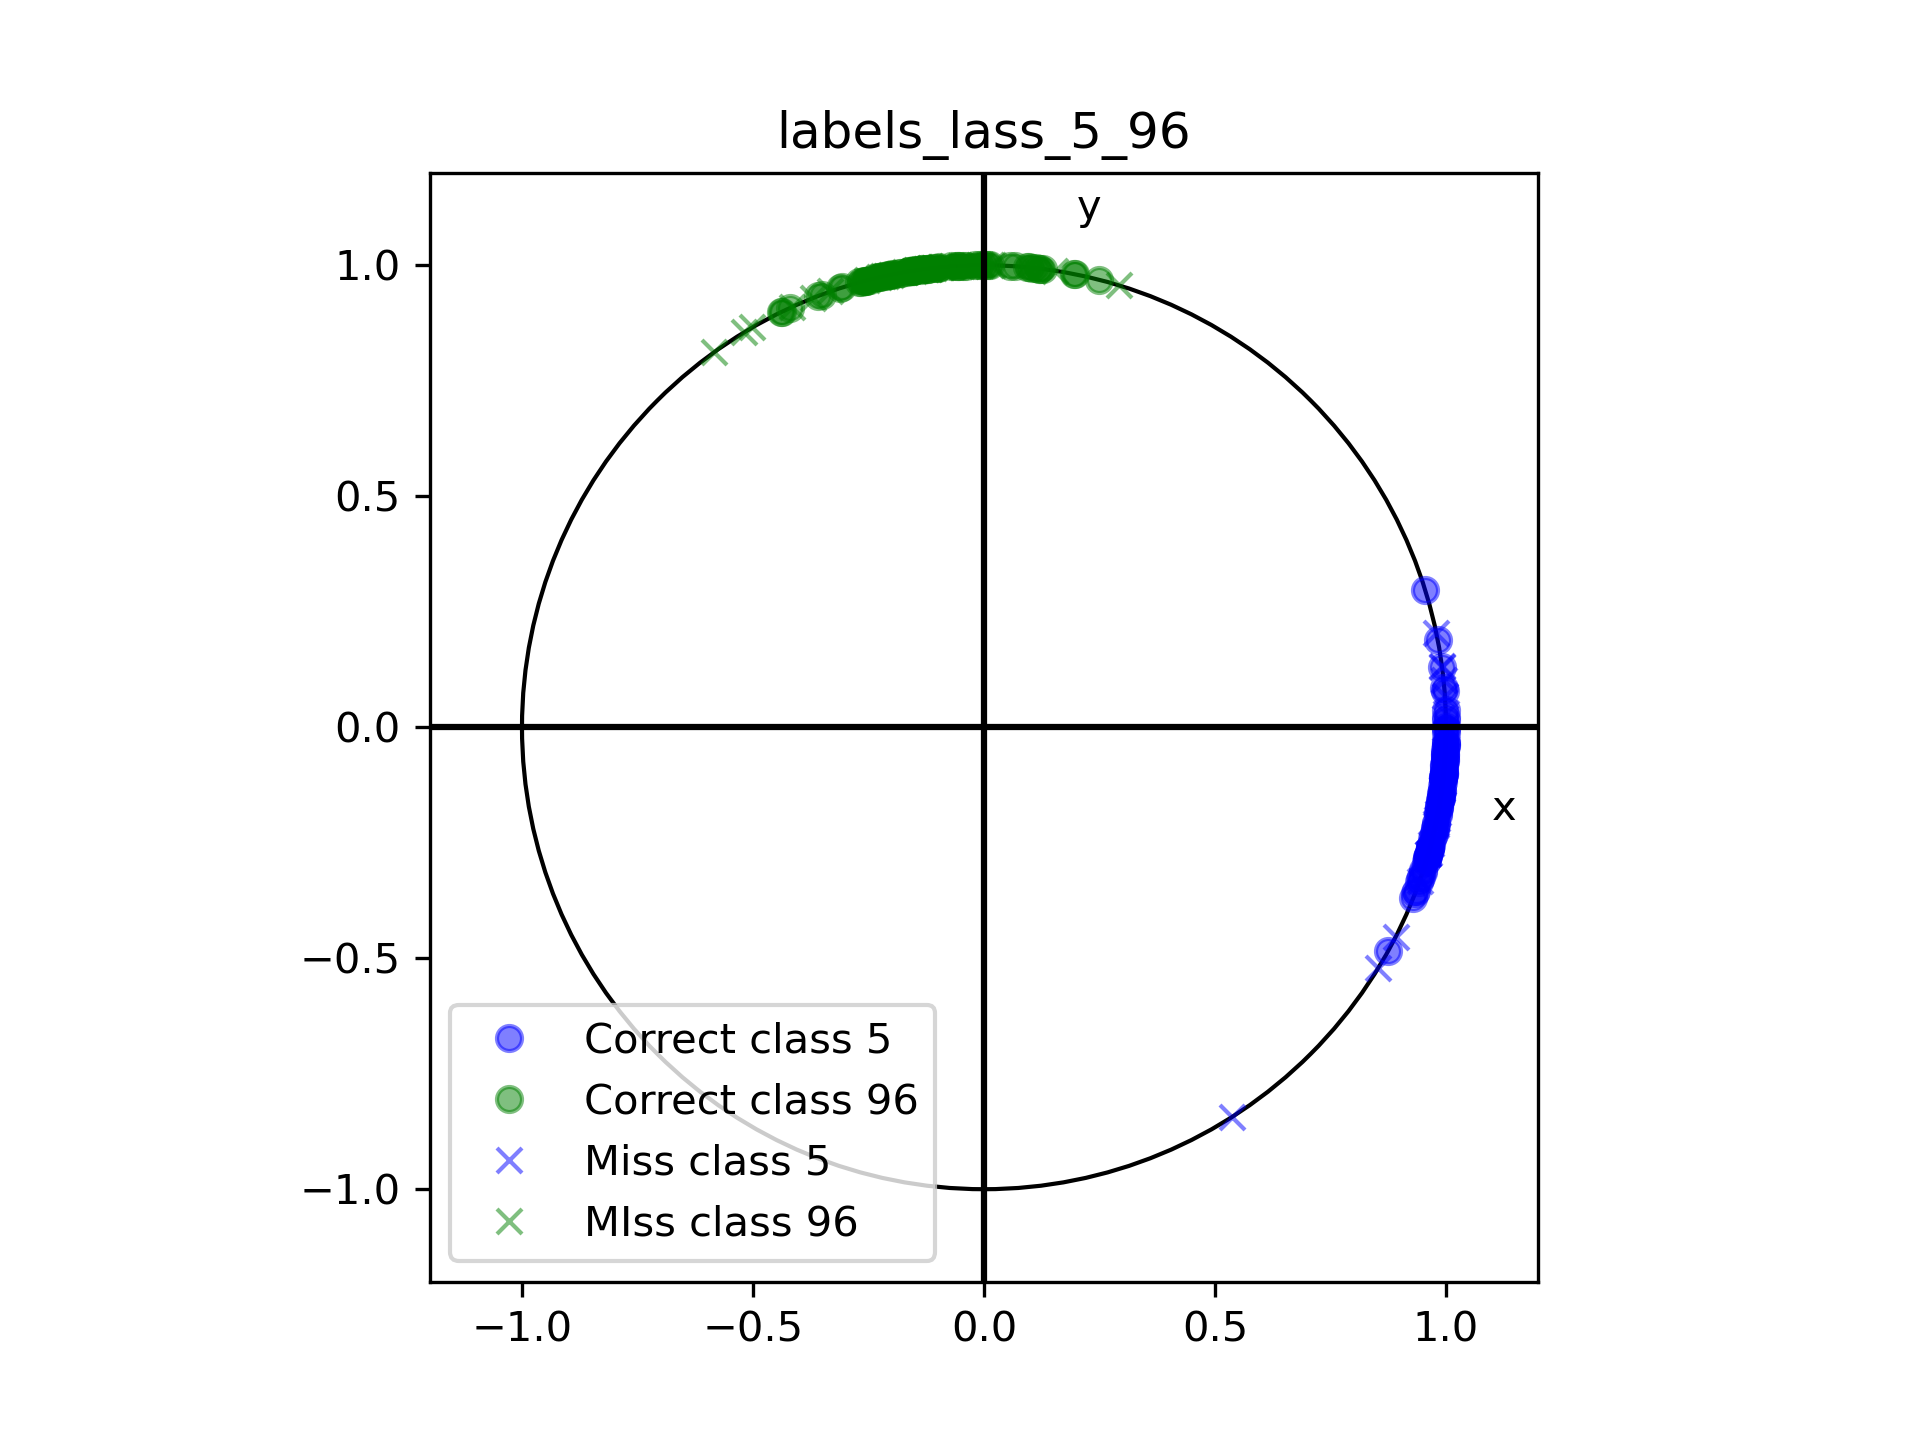 labels_lass_5_96
y
1.0
0.5
0.0
x
−0.5
−1.0
Correct class 5
Correct class 96
Miss class 5
MIss class 96
−1.0 −0.5 0.0 0.5 1.0